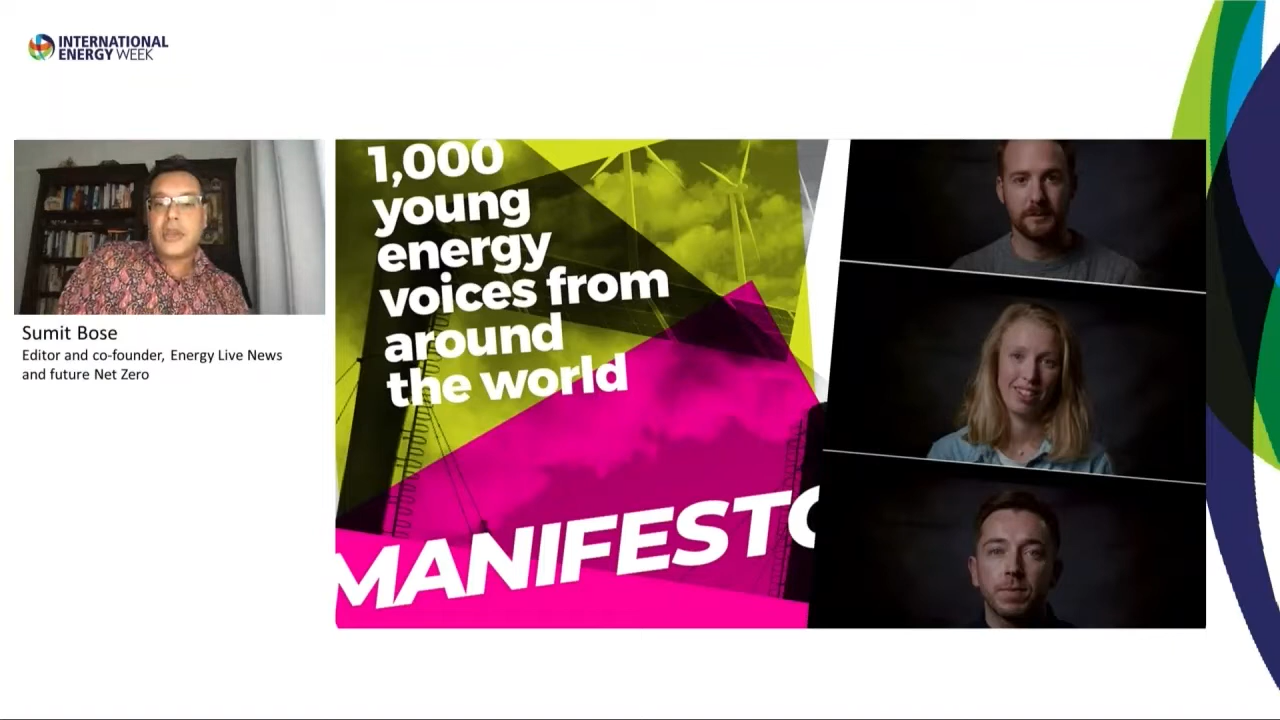 INTERNATIONAL
ENERGY WEEK
Sumit Bose
Editor and co-founder, Energy Live News
and future Net Zero
1,000
young
energy
voices from
around
the world
MANIFESTO